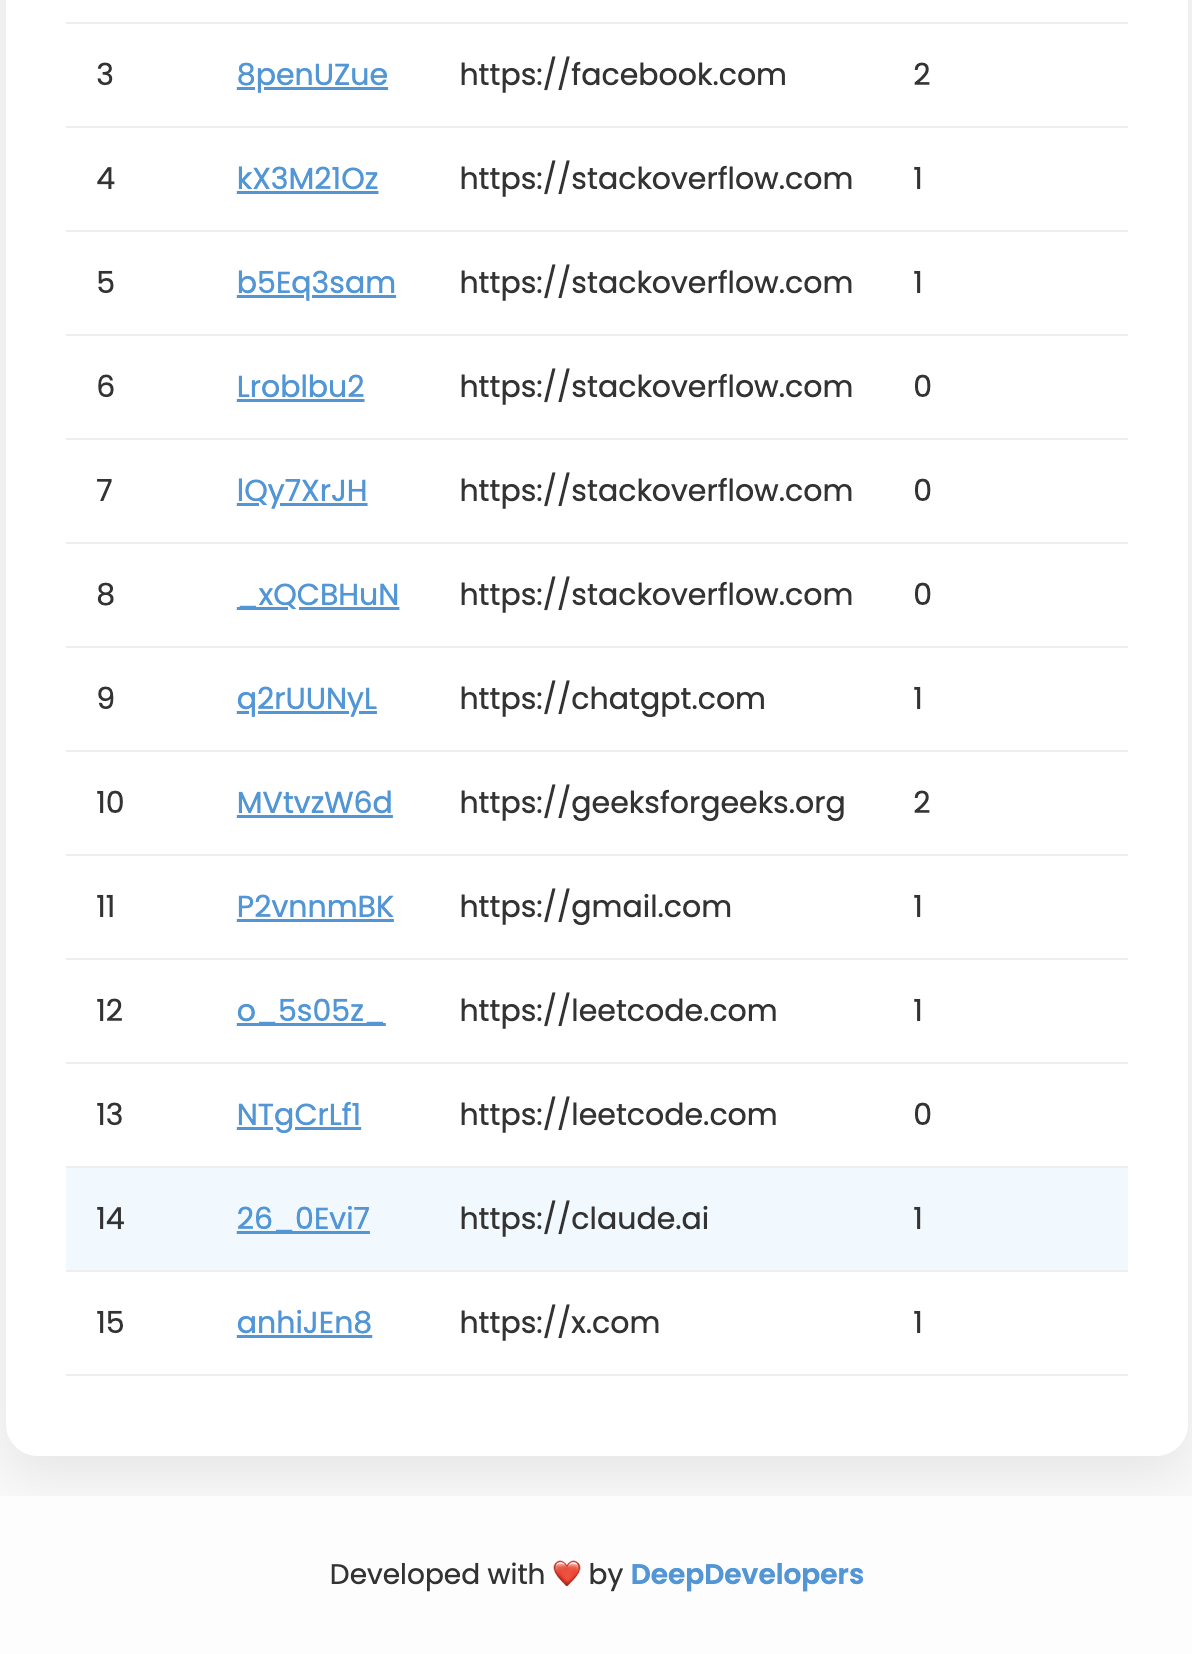 3 8penUZue https://facebook.com 2
4 kX3M21Oz https://stackoverflow.com 1
5 b5Eq3sam https://stackoverflow.com 1
6 Lroblbu2 https://stackoverflow.com 0
7 lQy7XrJH https://stackoverflow.com 0
8 _xQCBHuN https://stackoverflow.com 0
9 q2rUUNyL https://chatgpt.com 1
10 MVtvzW6d https://geeksforgeeks.org 2
11 P2vnnmBK https://gmail.com 1
12 o_5s05z_ https://leetcode.com 1
13 NTgCrLf1 https://leetcode.com 0
14 26_0Evi7 https://claude.ai 1
15 anhiJEn8 https://x.com 1
Developed with ❤️ by DeepDevelopers